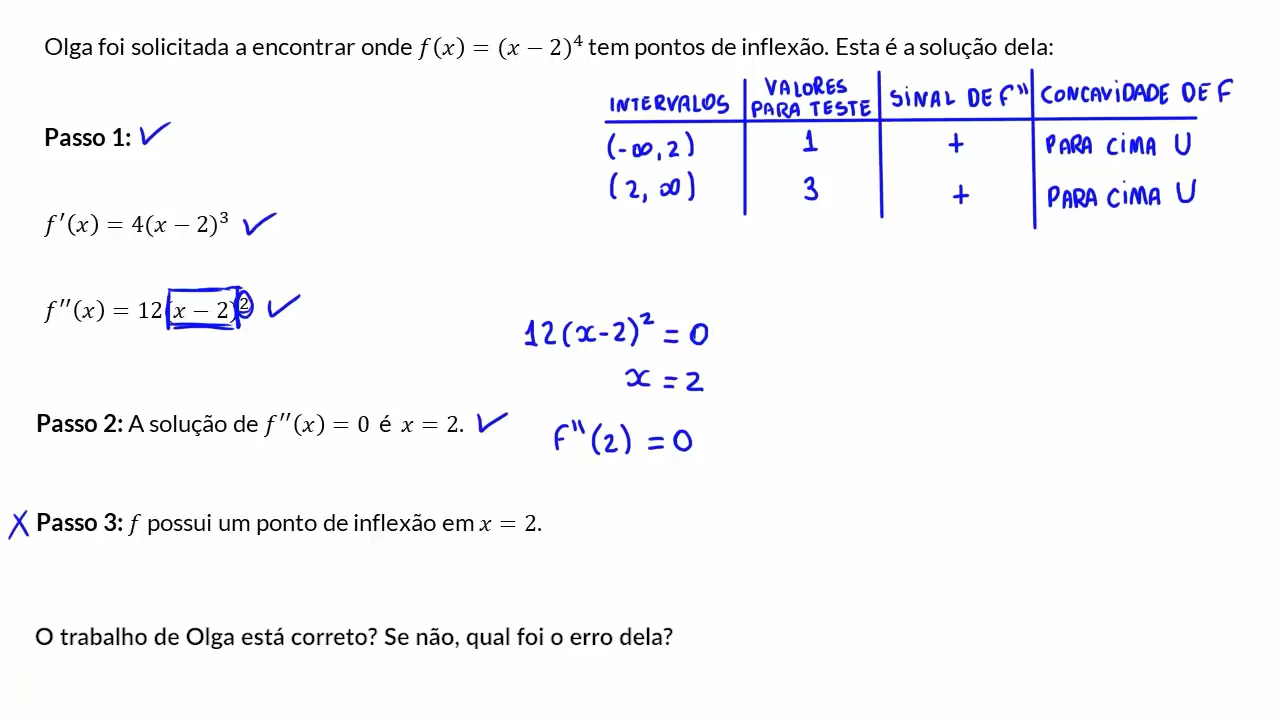 Olga foi solicitada a encontrar onde f(x) = (x − 2)⁴ tem pontos de inflexão. Esta é a solução dela:
INTERVALOS VALORES PARA TESTE SINAL DE F'' CONCAVIDADE DE F
(-∞, 2) 1 + PARA CIMA U
(2, ∞) 3 + PARA CIMA U
Passo 1: ✓
f′(x) = 4(x − 2)³ ✓
f′′(x) = 12(x − 2)² ✓
12(x-2)² = 0
x = 2
Passo 2: A solução de f′′(x) = 0 é x = 2. ✓
F''(2) = 0
X Passo 3: f possui um ponto de inflexão em x = 2.
O trabalho de Olga está correto? Se não, qual foi o erro dela?